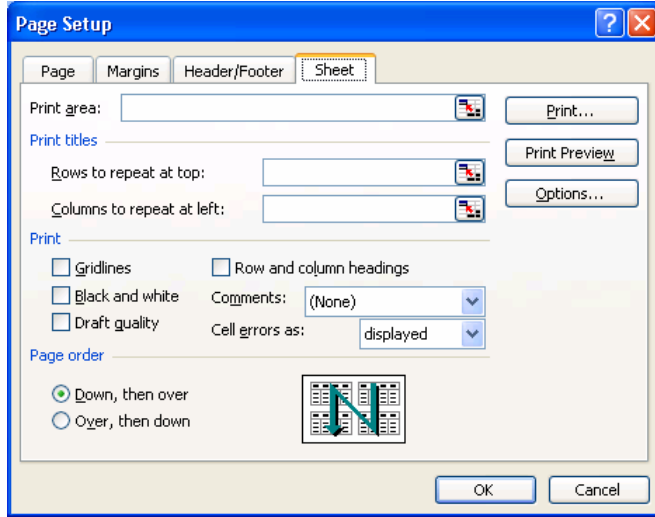 Page Setup
Page Margins Header/Footer Sheet
Print area:
Print...
Print titles
Print Preview
Rows to repeat at top:
Options...
Columns to repeat at left:
Print
Gridlines Row and column headings
Black and white Comments: (None)
Draft quality Cell errors as: displayed
Page order
Down, then over
Over, then down
OK Cancel